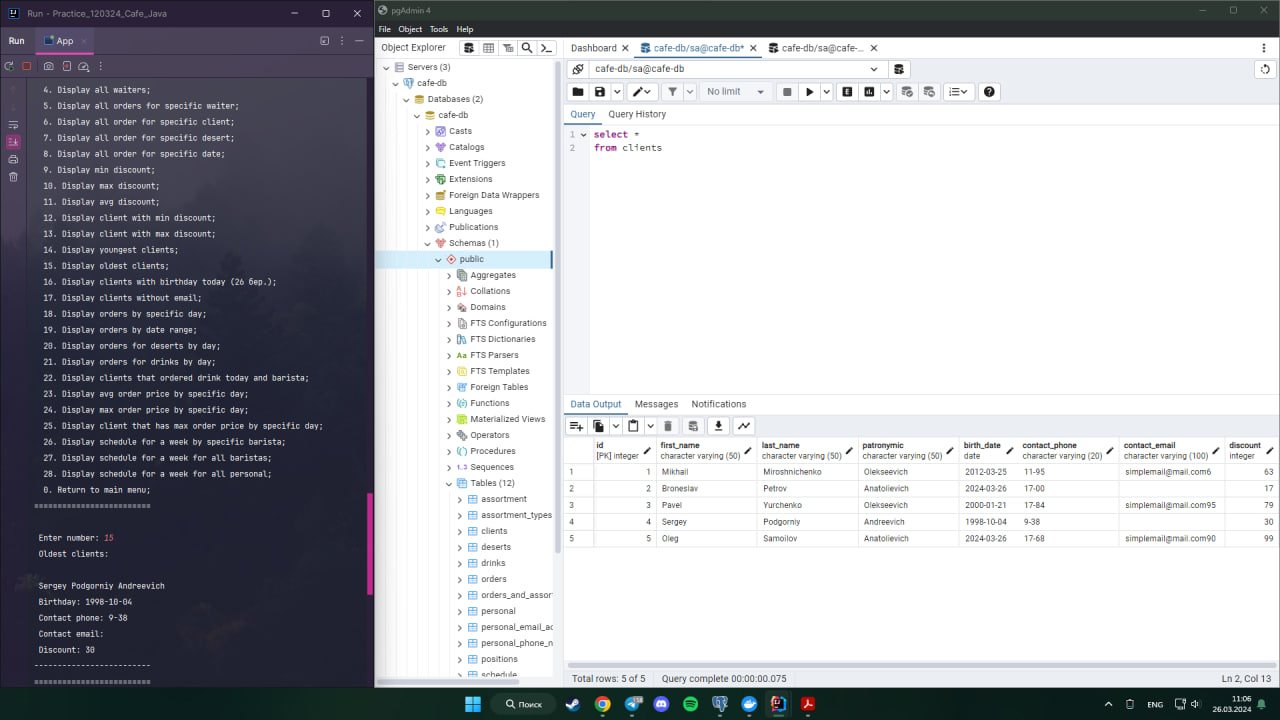 Run - Practice_120324_Cafe_Java
Run
App
4. Display all waiters;
5. Display all orders for specific waiter;
6. Display all order for specific client;
7. Display all order for specific desert;
8. Display all order for specific date;
9. Display min discount;
10. Display max discount;
11. Display avg discount;
12. Display client with min discount;
13. Display client with max discount;
14. Display youngest clients;
15. Display oldest clients;
16. Display clients with birthday today (26 бер.);
17. Display clients without email;
18. Display orders by specific day;
19. Display orders by date range;
20. Display orders for deserts by day;
21. Display orders for drinks by day;
22. Display clients that ordered drink today and barista;
23. Display avg order price by specific day;
24. Display max order price by specific day;
25. Display client that has max order price by specific day;
26. Display schedule for a week by specific barista;
27. Display schedule for a week for all baristas;
28. Display schedule for a week for all personal;
0. Return to main menu;
=========================
Enter number: 15
Oldest clients:
Sergey Podgorniy Andreevich
Birthday: 1998-10-04
Contact phone: 9-38
Contact email:
Discount: 30
-------------------------
=========================
pgAdmin 4
File Object Tools Help
Object Explorer
Servers (3)
cafe-db
Databases (2)
cafe-db
Casts
Catalogs
Event Triggers
Extensions
Foreign Data Wrappers
Languages
Publications
Schemas (1)
public
Aggregates
Collations
Domains
FTS Configurations
FTS Dictionaries
Aa FTS Parsers
FTS Templates
Foreign Tables
Functions
Materialized Views
Operators
Procedures
1..3 Sequences
Tables (12)
assortment
assortment_types
clients
deserts
drinks
orders
orders_and_assor
personal
personal_email_ac
personal_phone_n
positions
schedule
Dashboard cafe-db/sa@cafe-db* cafe-db/sa@cafe-...
cafe-db/sa@cafe-db
No limit
Query Query History
1 select *
2 from clients
Data Output Messages Notifications
id first_name last_name patronymic birth_date contact_phone contact_email discount
[PK] integer character varying (50) character varying (50) character varying (50) date character varying (20) character varying (100) integer
1 1 Mikhail Miroshnichenko Olekseevich 2012-03-25 11-95 simplemail@mail.com6 63
2 2 Broneslav Petrov Anatolievich 2024-03-26 17-00 17
3 3 Pavel Yurchenko Olekseevich 2000-01-21 17-84 simplemail@mail.com95 79
4 4 Sergey Podgorniy Andreevich 1998-10-04 9-38 30
5 5 Oleg Samoilov Anatolievich 2024-03-26 17-68 simplemail@mail.com90 99
Total rows: 5 of 5 Query complete 00:00:00.075 Ln 2, Col 13
Поиск
ENG
11:06
26.03.2024